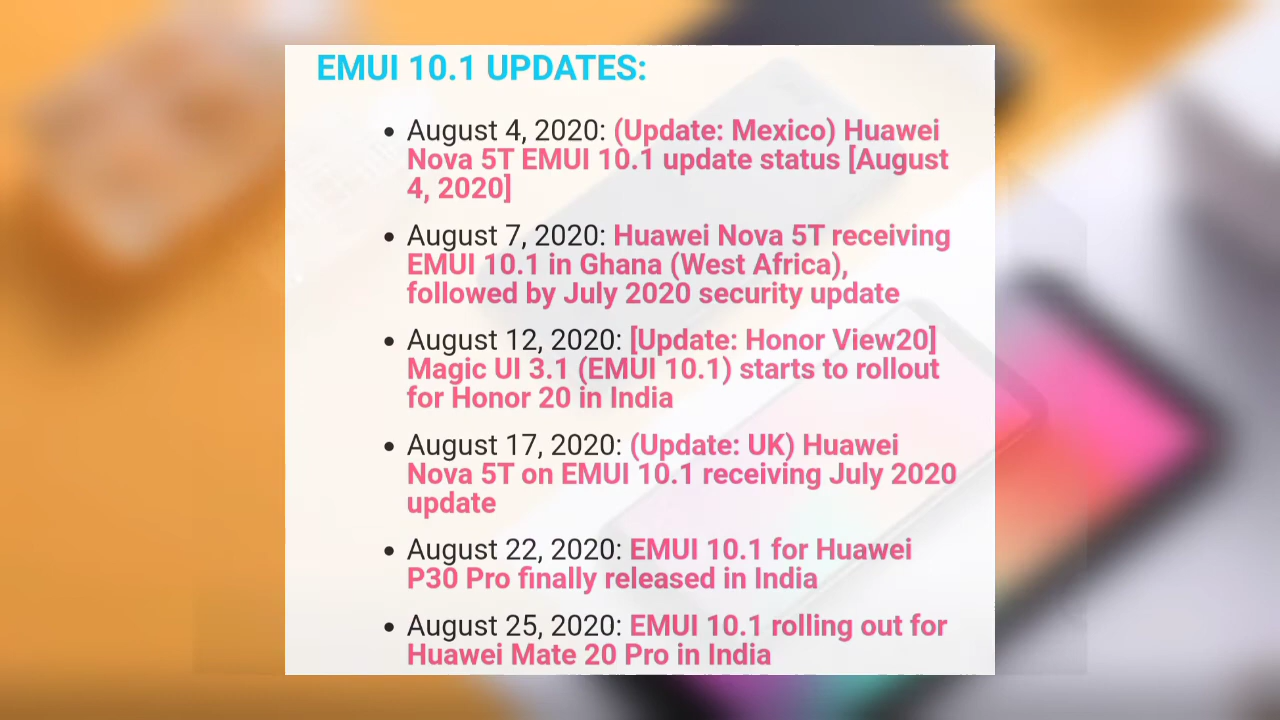 EMUI 10.1 UPDATES:
• August 4, 2020: (Update: Mexico) Huawei
Nova 5T EMUI 10.1 update status [August
4, 2020]
• August 7, 2020: Huawei Nova 5T receiving
EMUI 10.1 in Ghana (West Africa),
followed by July 2020 security update
• August 12, 2020: [Update: Honor View20]
Magic UI 3.1 (EMUI 10.1) starts to rollout
for Honor 20 in India
• August 17, 2020: (Update: UK) Huawei
Nova 5T on EMUI 10.1 receiving July 2020
update
• August 22, 2020: EMUI 10.1 for Huawei
P30 Pro finally released in India
• August 25, 2020: EMUI 10.1 rolling out for
Huawei Mate 20 Pro in India